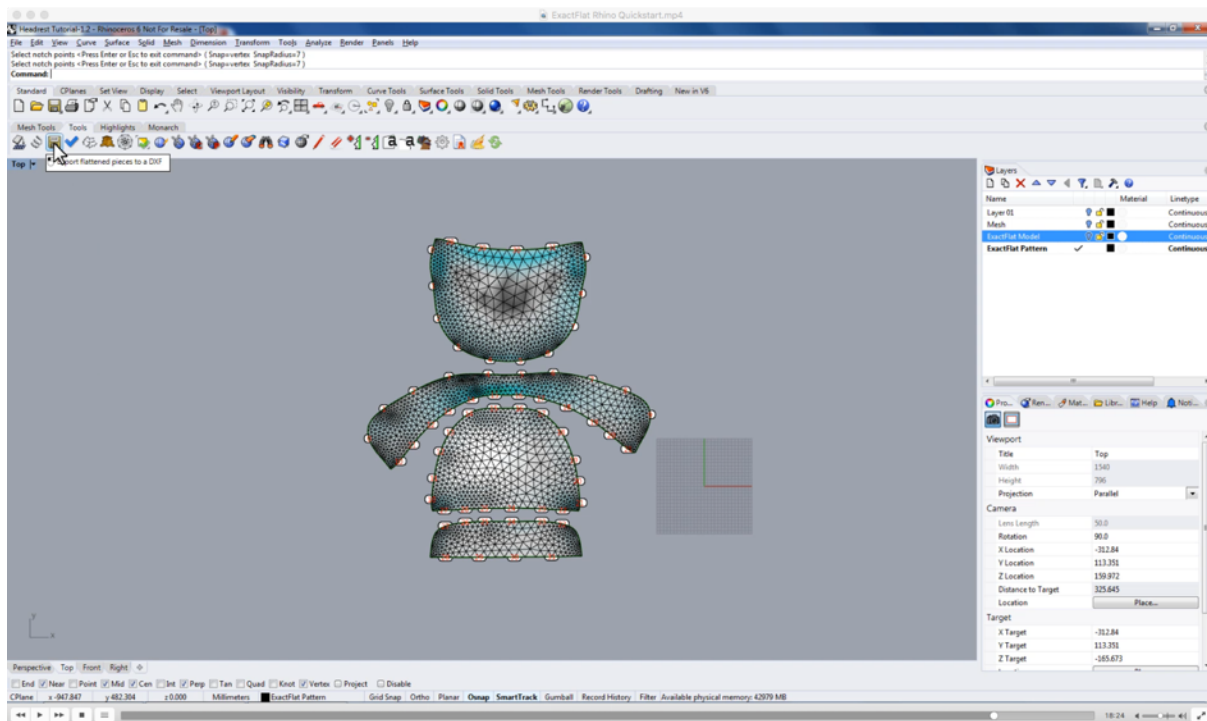 ExactFlat Rhino Quickstart.mp4
Headrest Tutorial-1.2 - Rhinoceros 6 Not For Resale - [Top]
File Edit View Curve Surface Solid Mesh Dimension Transform Tools Analyze Render Panels Help
Select notch points <Press Enter or Esc to exit command> ( Snap=vertex SnapRadius=7 )
Select notch points <Press Enter or Esc to exit command> ( Snap=vertex SnapRadius=7 )
Command:
Standard CPlanes Set View Display Select Viewport Layout Visibility Transform Curve Tools Surface Tools Solid Tools Mesh Tools Render Tools Drafting New in V6
Mesh Tools Tools Highlights Monarch
flattened pieces to a DXF
Top
Layers
Name Material Linetype
Layer 01 Continuous
Mesh Continuous
ExactFlat Model Continuous
ExactFlat Pattern Continuous
Pro... Ren... Mat... Libr... Help Noti...
Viewport
Title Top
Width 1540
Height 796
Projection Parallel
Camera
Lens Length 50.0
Rotation 90.0
X Location -312.84
Y Location 113.351
Z Location 159.972
Distance to Target 325.645
Location Place...
Target
X Target -312.84
Y Target 113.351
Z Target -165.673
y
x
Perspective Top Front Right
End Near Point Mid Cen Int Perp Tan Quad Knot Vertex Project Disable
CPlane x -947.847 y 482.304 z 0.000 Millimeters ExactFlat Pattern Grid Snap Ortho Planar Osnap SmartTrack Gumball Record History Filter Available physical memory: 42979 MB
18:24